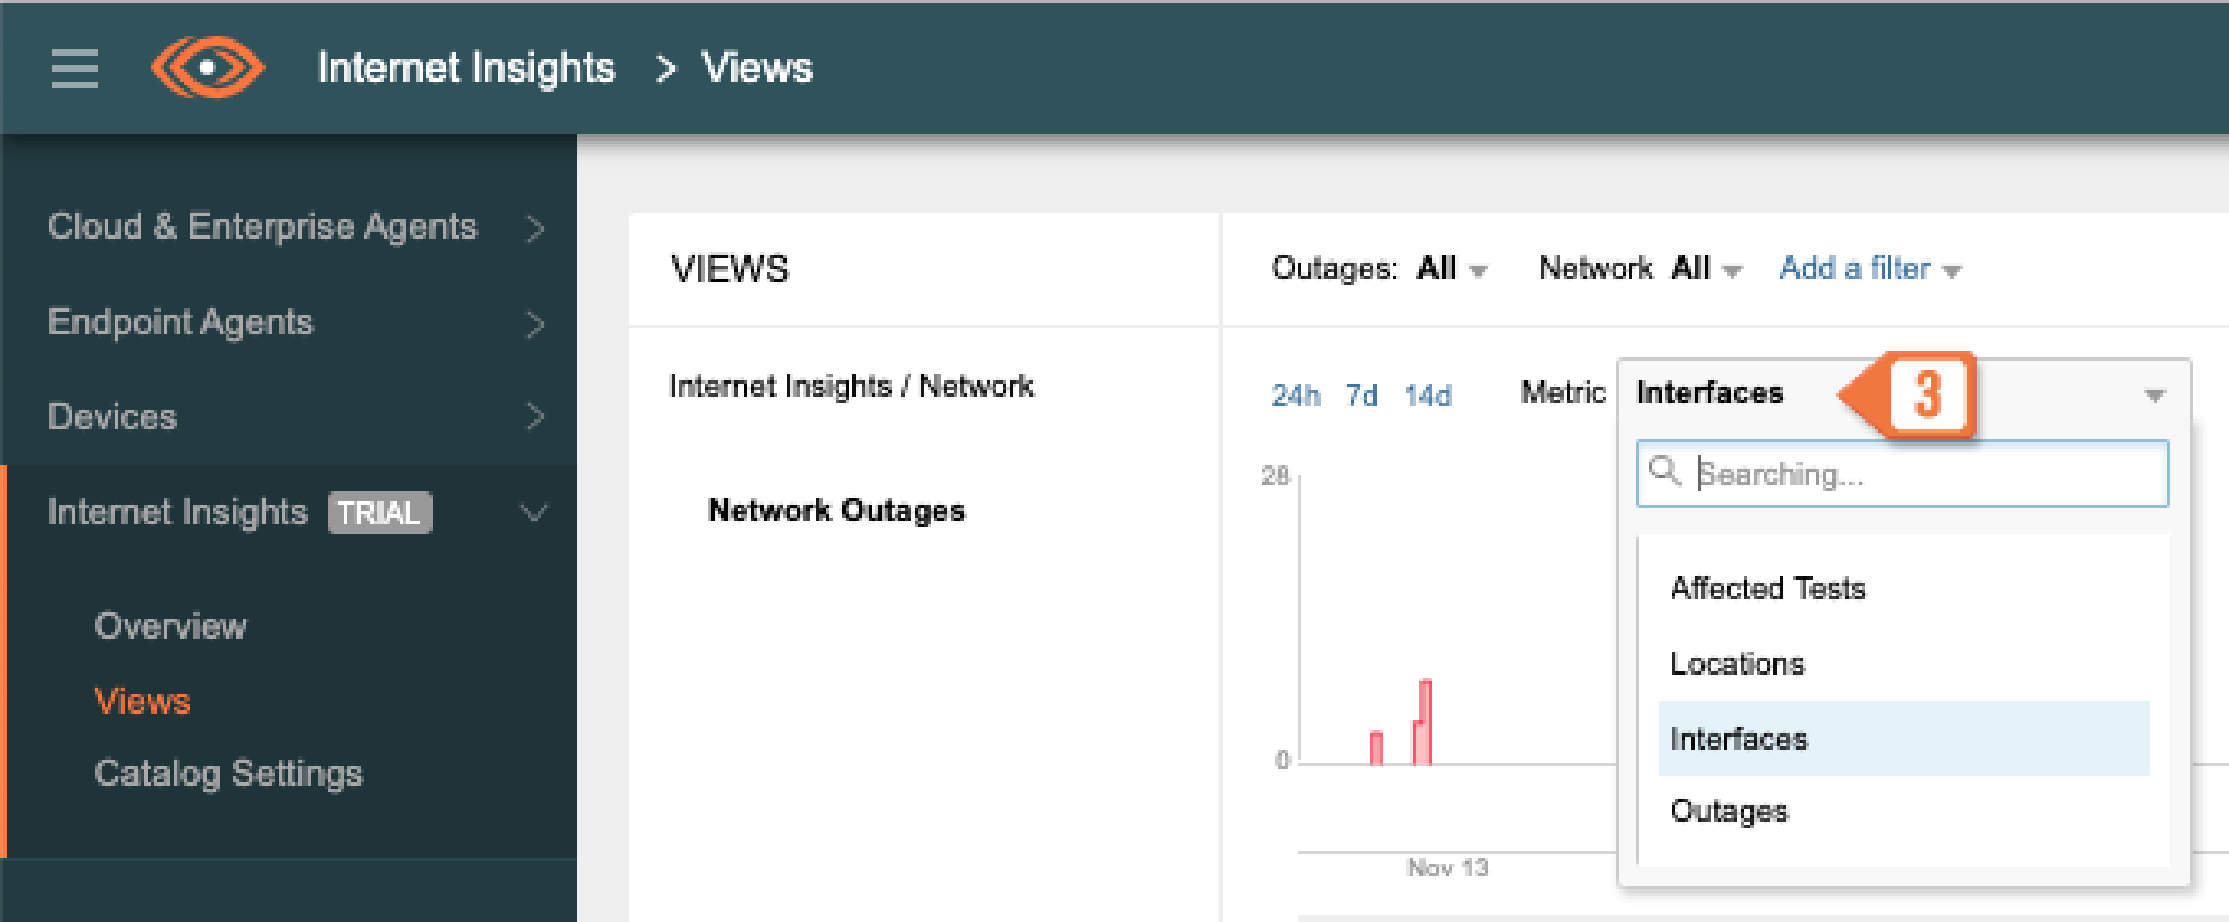 Internet Insights > Views
Cloud & Enterprise Agents
Endpoint Agents
Devices
Internet Insights TRIAL
Overview
Views
Catalog Settings
VIEWS
Internet Insights / Network
Network Outages
Outages: All Network All Add a filter
24h 7d 14d Metric Interfaces 3
Searching...
Affected Tests
Locations
Interfaces
Outages
28
0
Nov 13